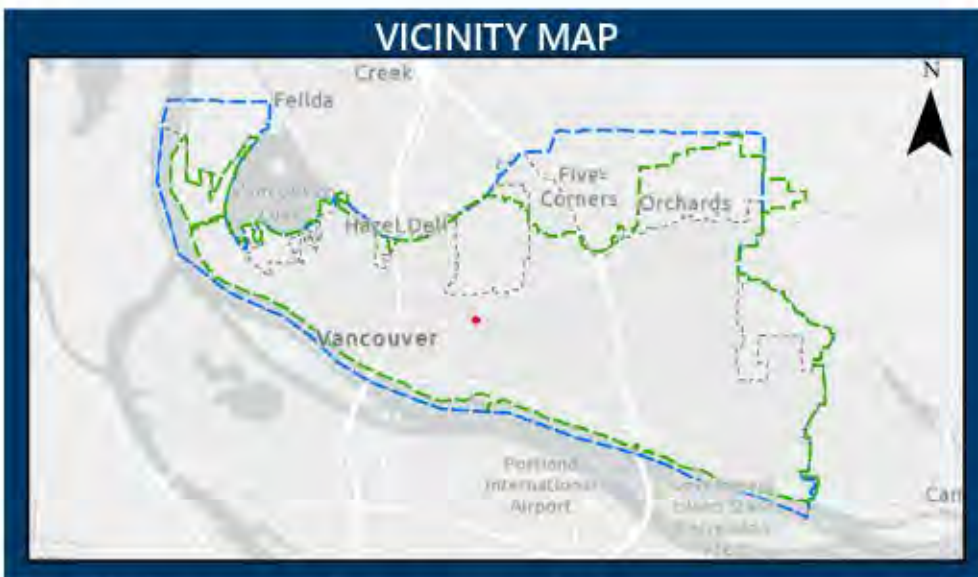 VICINITY MAP
Creek
N
Felida
Five-
Corners
Orchards
Hazel Dell
Vancouver
Portland
International
Airport